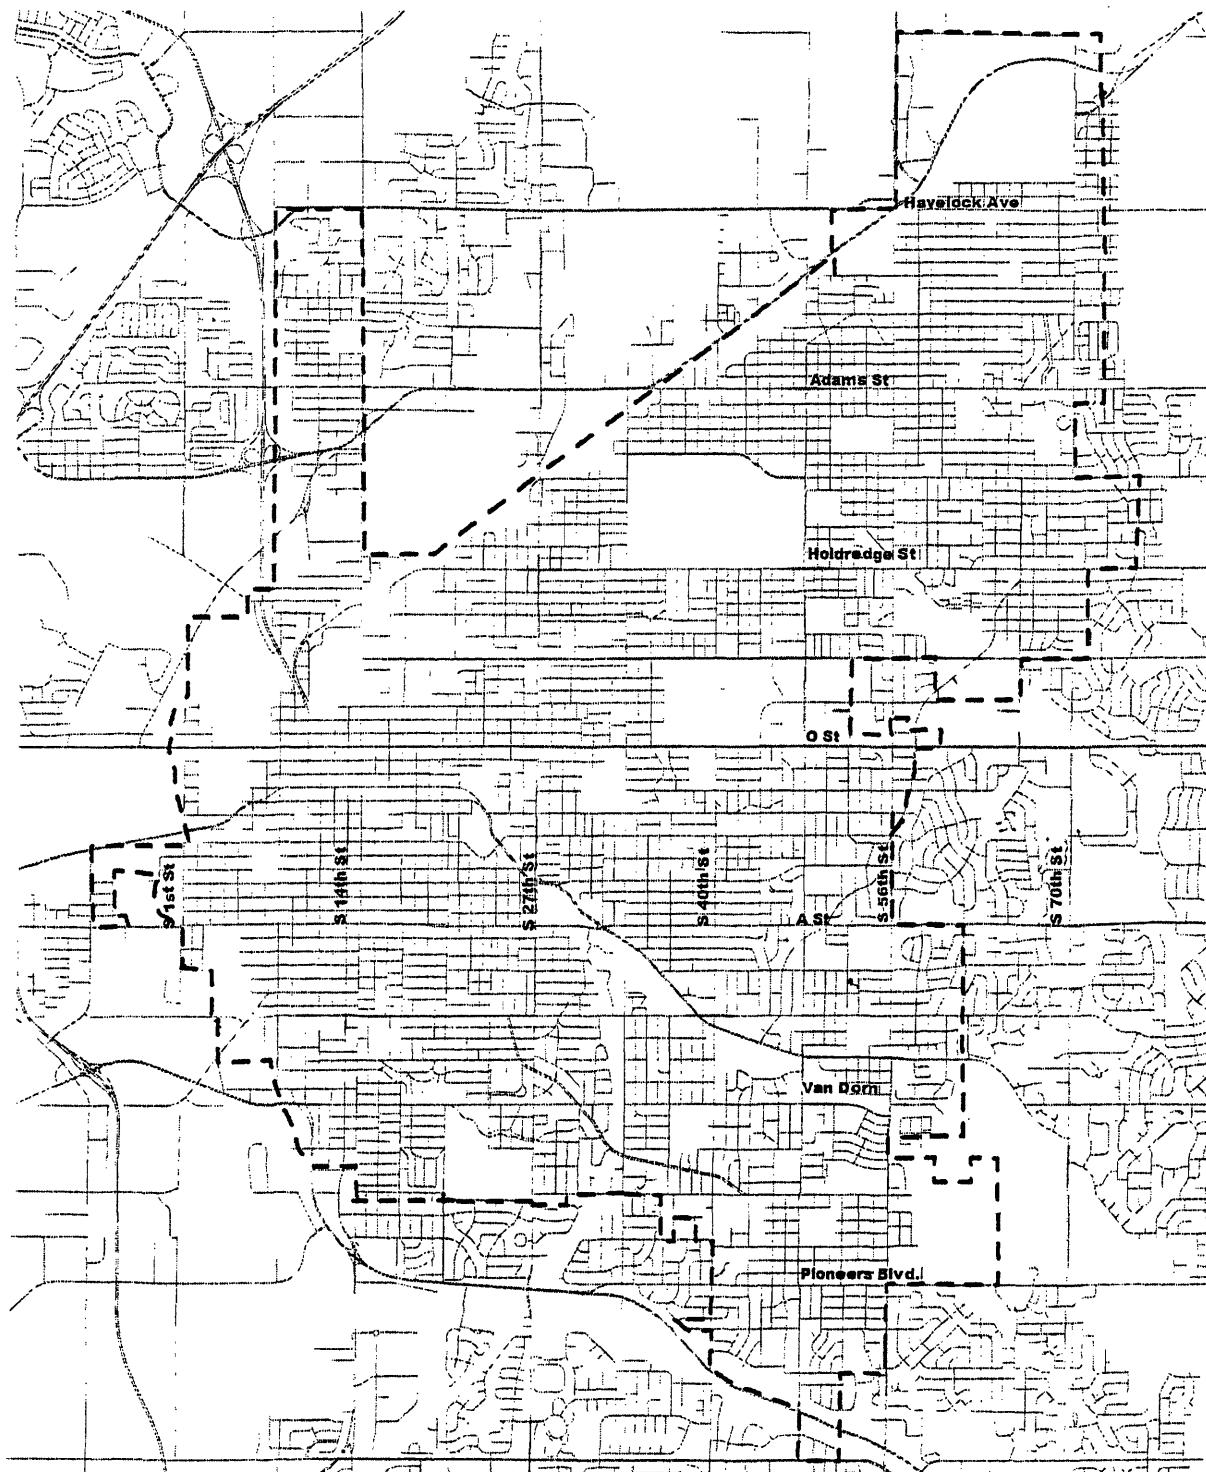 Havelock Ave
Adams St
Holdredge St
O St
S 1st St
S 14th St
S 27th St
S 40th St
S 56th St
S 70th St
A St
Van Dorn
Pioneers Blvd.